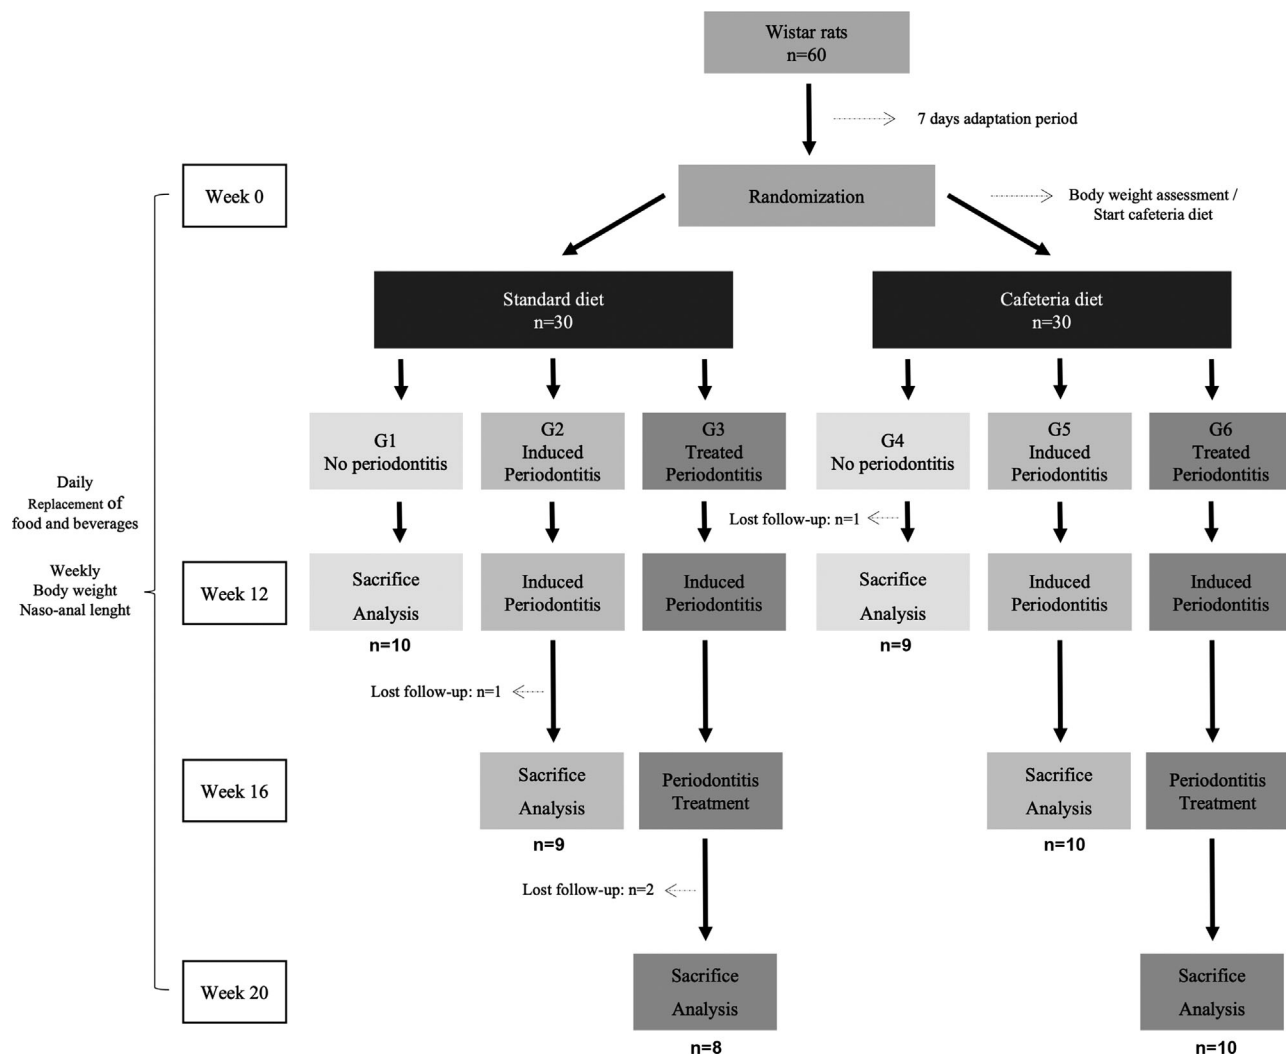 Wistar rats
n=60
7 days adaptation period
Week 0
Randomization
Body weight assessment /
Start cafeteria diet
Standard diet
n=30
Cafeteria diet
n=30
G1
No periodontitis
G2
Induced
Periodontitis
G3
Treated
Periodontitis
G4
No periodontitis
G5
Induced
Periodontitis
G6
Treated
Periodontitis
Daily
Replacement of
food and beverages
Weekly
Body weight
Naso-anal lenght
Lost follow-up: n=1
Week 12
Sacrifice
Analysis
n=10
Induced
Periodontitis
Induced
Periodontitis
Sacrifice
Analysis
n=9
Induced
Periodontitis
Induced
Periodontitis
Lost follow-up: n=1
Week 16
Sacrifice
Analysis
n=9
Periodontitis
Treatment
Sacrifice
Analysis
n=10
Periodontitis
Treatment
Lost follow-up: n=2
Week 20
Sacrifice
Analysis
n=8
Sacrifice
Analysis
n=10